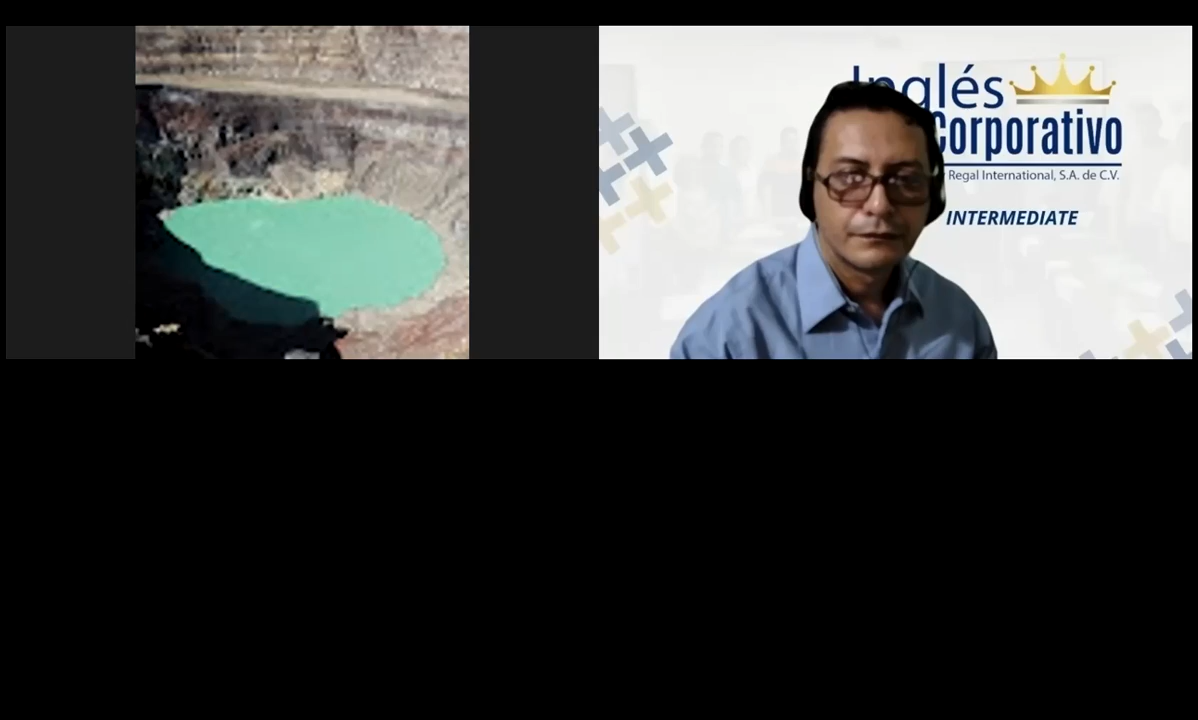 Inglés
Corporativo
Regal International, S.A. de C.V.
INTERMEDIATE